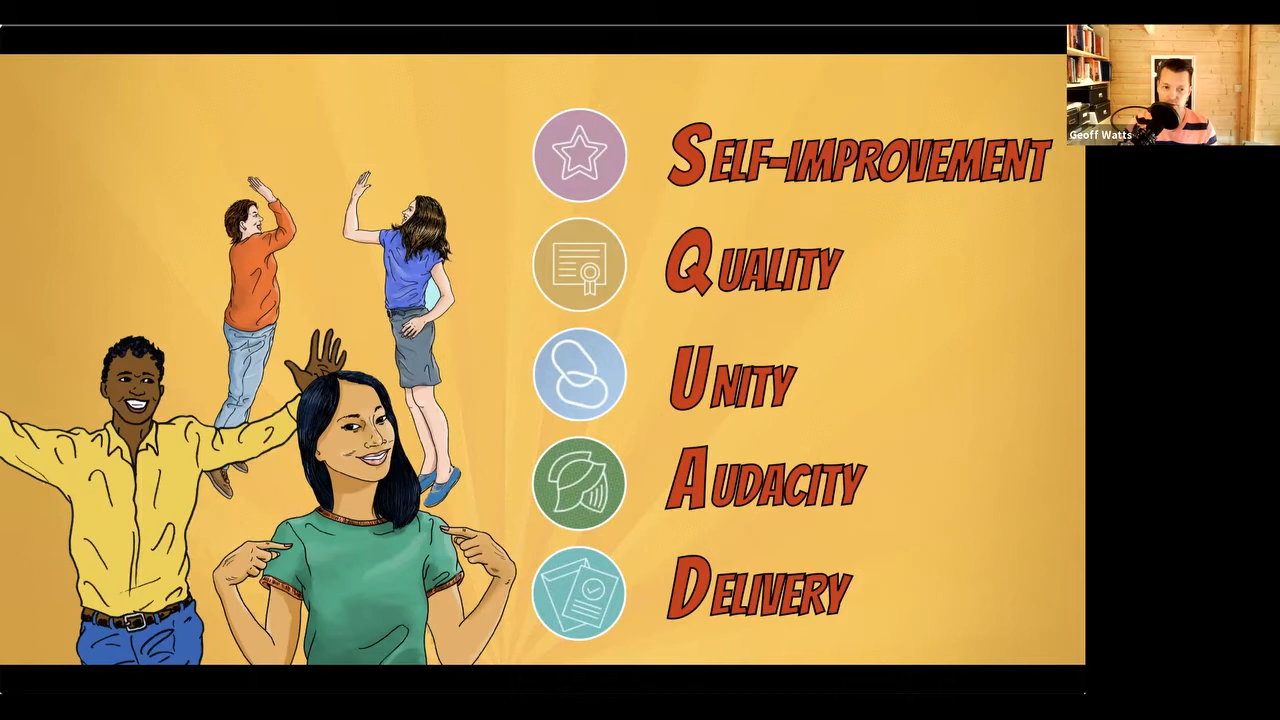 Geoff Watts
SELF-IMPROVEMENT
QUALITY
UNITY
AUDACITY
DELIVERY